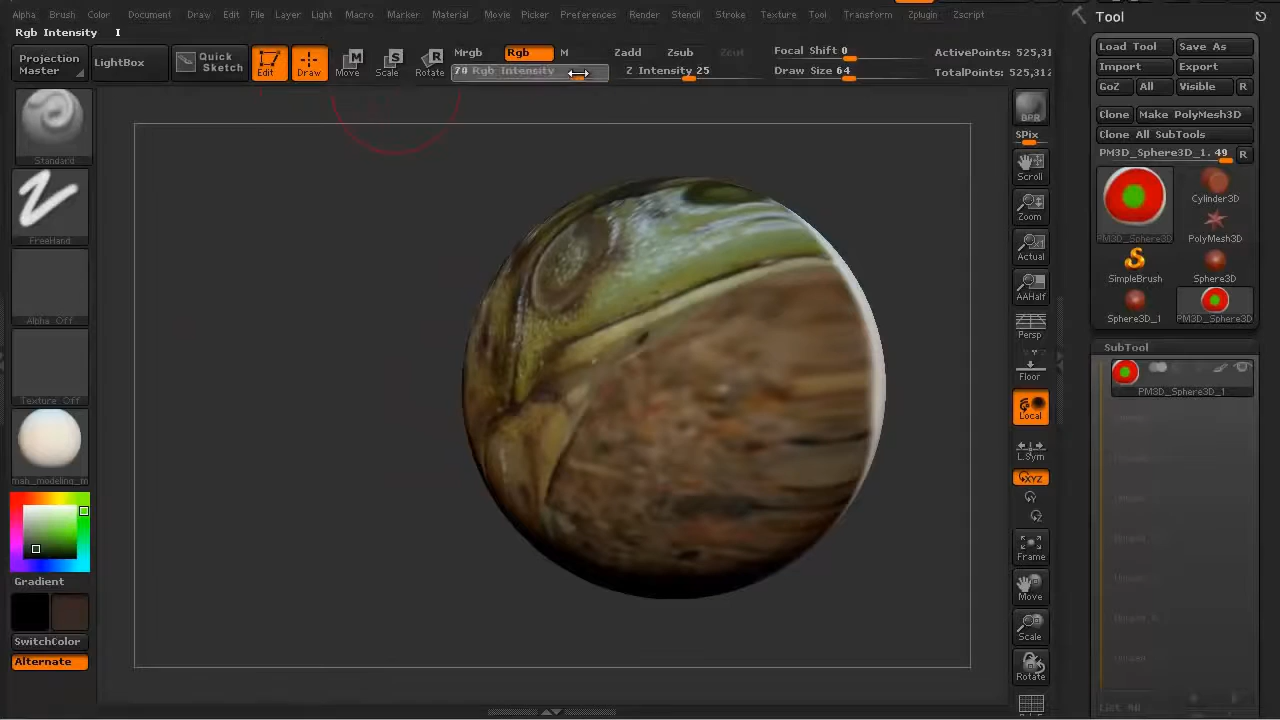 Alpha Brush Color Document Draw Edit File Layer Light Macro Marker Material Movie Picker Preferences Render Stencil Stroke Texture Tool Transform Zplugin Zscript
Rgb Intensity
Projection Master
LightBox
Quick Sketch
Edit
Draw
Move
Scale
Rotate
Mrgb Rgb M
Rgb Intensity
Zadd Zsub Zcut
Z Intensity 25
Focal Shift 0
Draw Size 64
ActivePoints: 525,31
TotalPoints: 525,312
Standard
FreeHand
Alpha Off
Texture Off
Gradient
SwitchColor
Alternate
BPR
SPix
Scroll
Zoom
Actual
AAHalf
Persp
Floor
Local
L.Sym
XYZ
Frame
Move
Scale
Rotate
Tool
Load Tool Save As
Import Export
GoZ All Visible R
Clone Make PolyMesh3D
Clone All SubTools
PM3D_Sphere3D_1. 49 R
PM3D_Sphere3D
Cylinder3D
PolyMesh3D
SimpleBrush
Sphere3D
Sphere3D_1
PM3D_Sphere3D
SubTool
PM3D_Sphere3D_1
List All